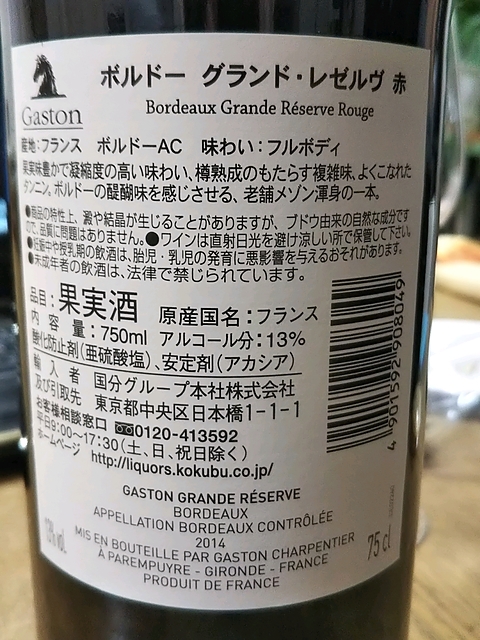 Gaston
ボルドー グランド・レゼルヴ 赤
Bordeaux Grande Réserve Rouge
産地：フランス ボルドーAC 味わい：フルボディ
果実味豊かで凝縮度の高い味わい、樽熟成のもたらす複雑味、よくこなれた
タンニン。ボルドーの醍醐味を感じさせる、老舗メゾン渾身の一本。
●商品の特性上、澱や結晶が生じることがありますが、ブドウ由来の自然な成分です
ので、品質に問題はありません。●ワインは直射日光を避け涼しい所で保管して下さい。
●妊娠中や授乳期の飲酒は、胎児・乳児の発育に悪影響を与えるおそれがあります。
●未成年者の飲酒は、法律で禁じられています。
品目：果実酒 原産国名：フランス
内容量：750ml アルコール分：13%
酸化防止剤（亜硫酸塩）、安定剤（アカシア）
輸入者 国分グループ本社株式会社
及び引取先 東京都中央区日本橋1-1-1
お客様相談窓口 0120-413592
平日9:00～17:30（土、日、祝日除く）
ホームページ http://liquors.kokubu.co.jp/
4 901592 908049
GASTON GRANDE RÉSERVE
BORDEAUX
APPELLATION BORDEAUX CONTRÔLÉE
2014
MIS EN BOUTEILLE PAR GASTON CHARPENTIER
À PAREMPUYRE - GIRONDE - FRANCE
PRODUIT DE FRANCE
13% vol.
75 cl